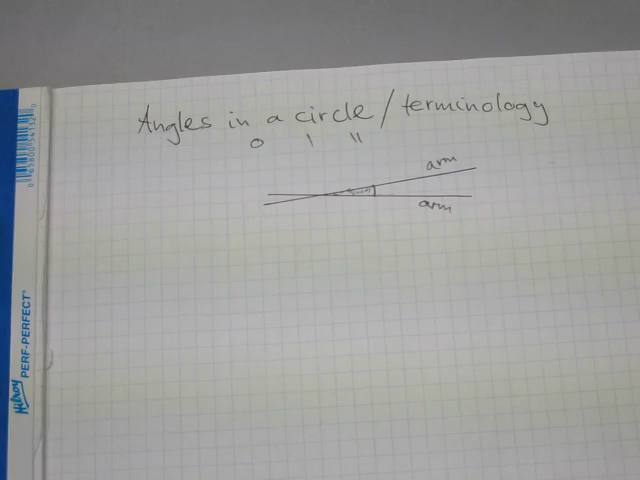 Angles in a circle / terminology
° ' "
arm
arm
Hilroy PERF-PERFECT®